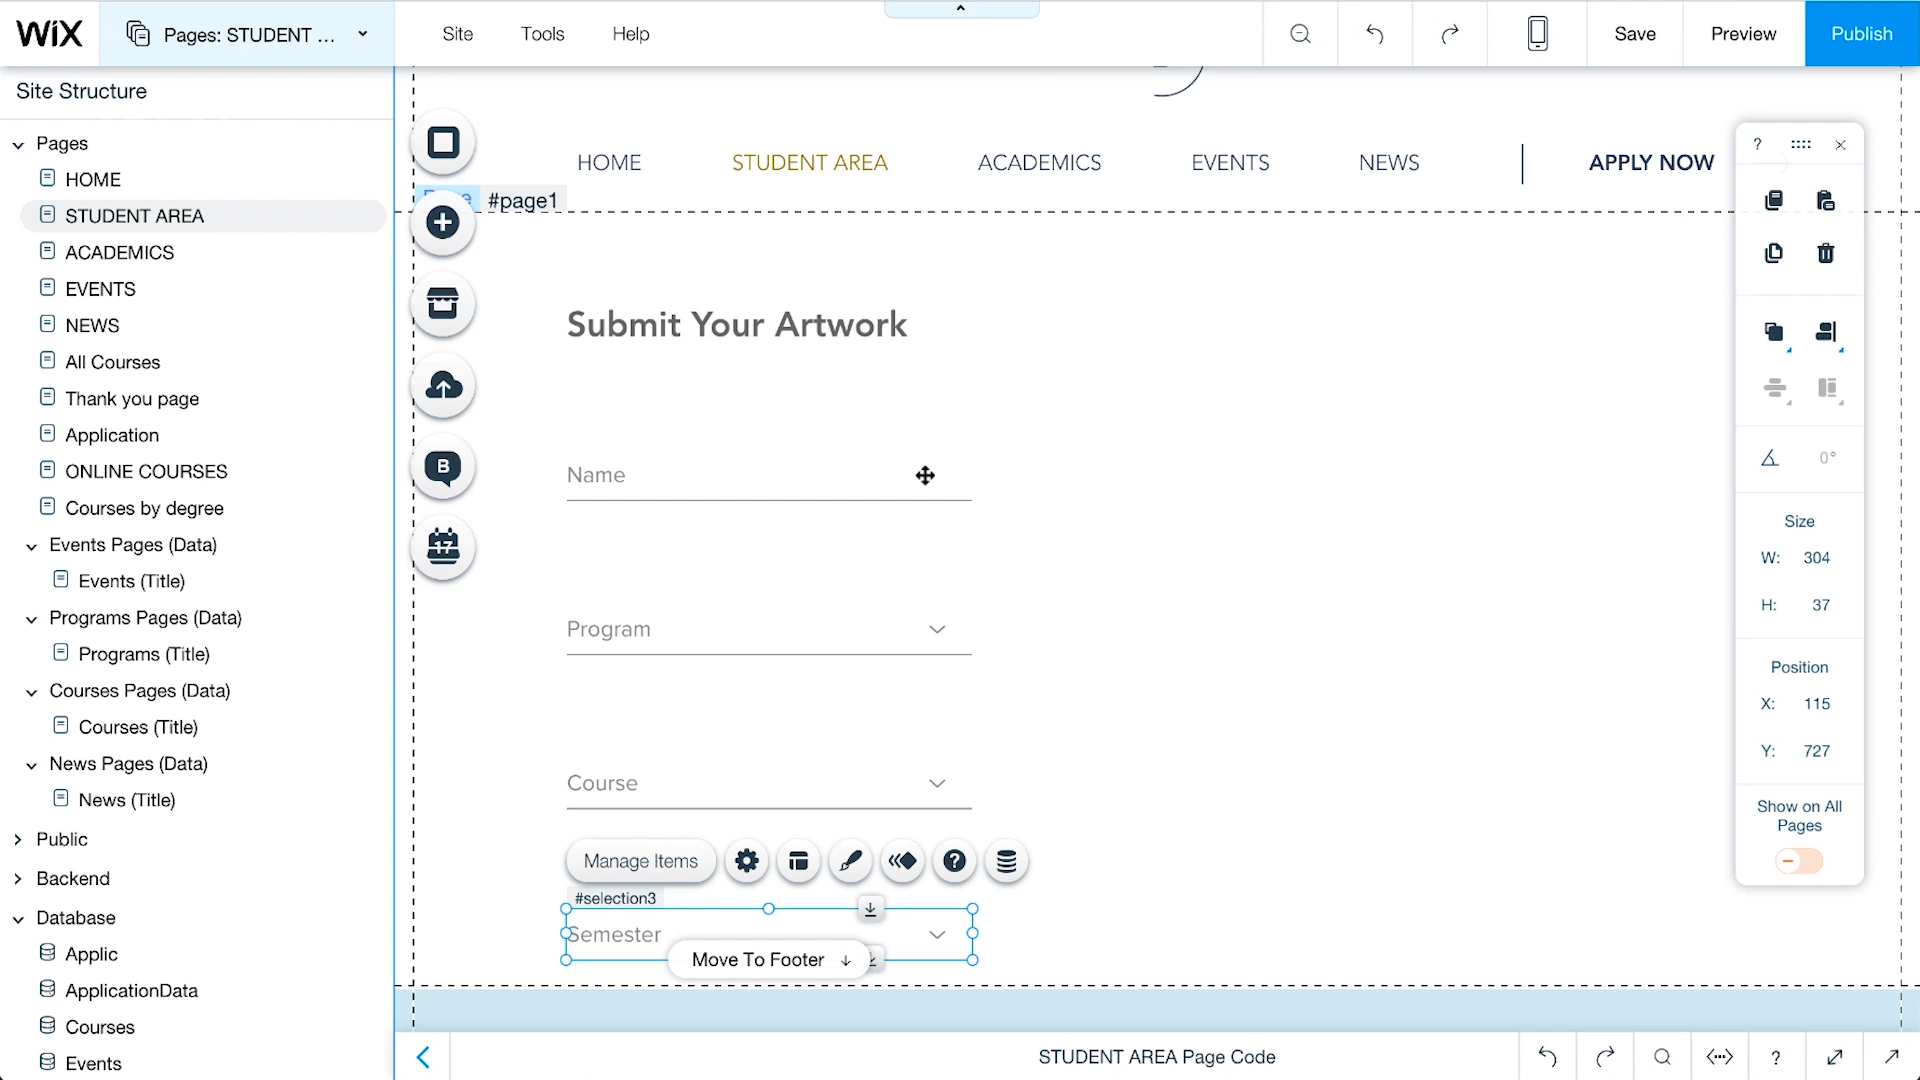 WiX
Pages: STUDENT ...
Site
Tools
Help
Save
Preview
Publish
Site Structure
Pages
HOME
STUDENT AREA
ACADEMICS
EVENTS
NEWS
All Courses
Thank you page
Application
ONLINE COURSES
Courses by degree
Events Pages (Data)
Events (Title)
Programs Pages (Data)
Programs (Title)
Courses Pages (Data)
Courses (Title)
News Pages (Data)
News (Title)
Public
Backend
Database
Applic
ApplicationData
Courses
Events
HOME
STUDENT AREA
ACADEMICS
EVENTS
NEWS
APPLY NOW
#page1
B
17
Submit Your Artwork
Name
Program
Course
Manage Items
?
#selection3
Semester
Move To Footer
?
0°
Size
W: 304
H: 37
Position
X: 115
Y: 727
Show on All
Pages
STUDENT AREA Page Code
?